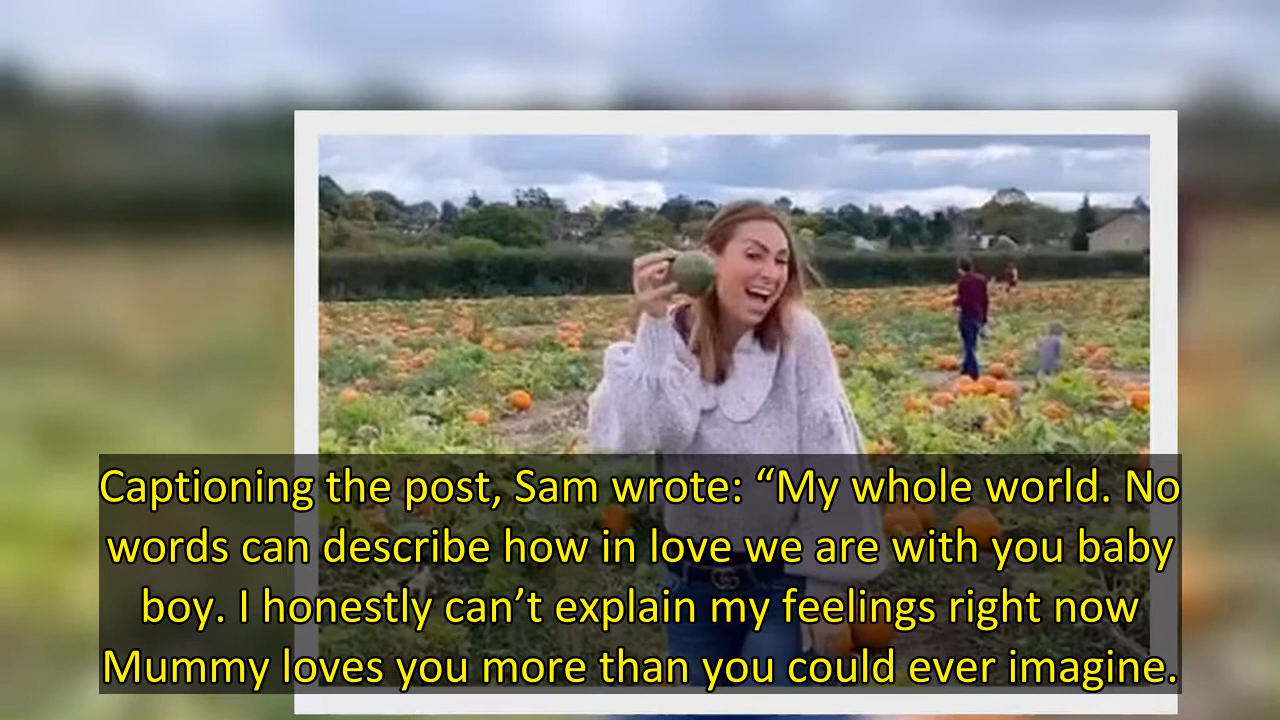 Captioning the post, Sam wrote: “My whole world. No
words can describe how in love we are with you baby
boy. I honestly can’t explain my feelings right now
Mummy loves you more than you could ever imagine.